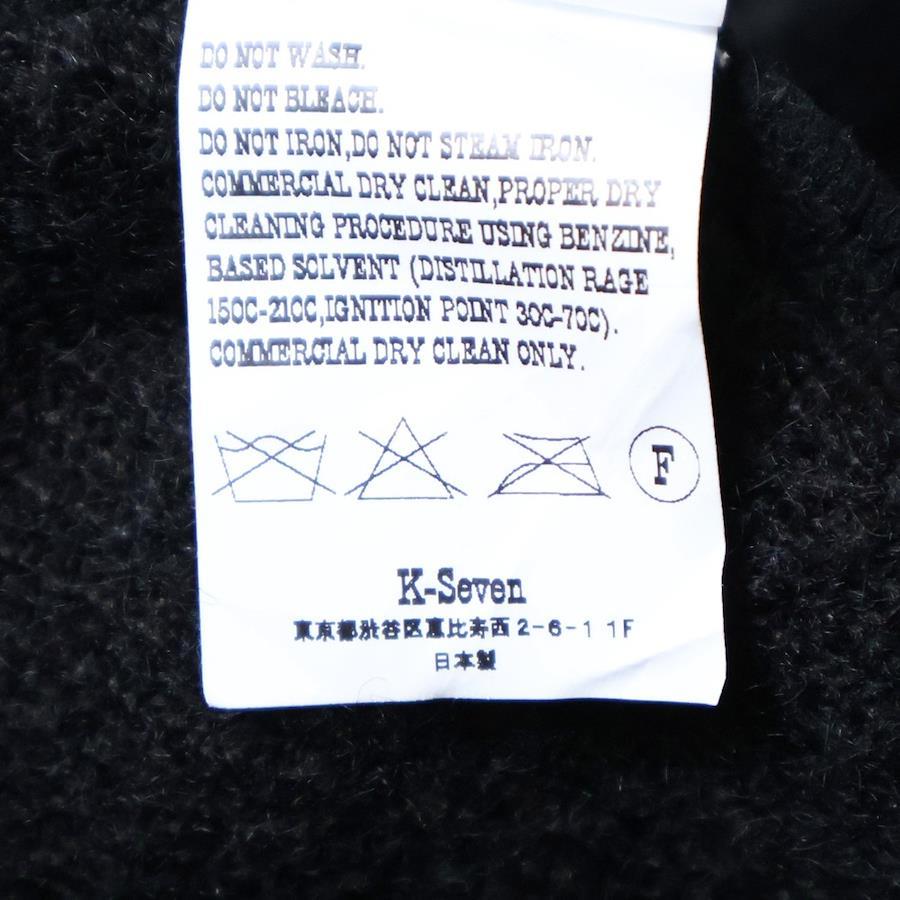 DO NOT WASH.
DO NOT BLEACH.
DO NOT IRON,DO NOT STEAM IRON.
COMMERCIAL DRY CLEAN,PROPER DRY
CLEANING PROCEDURE USING BENZINE,
BASED SOLVENT (DISTILLATION RAGE
150C-210C,IGNITION POINT 30C-70C).
COMMERCIAL DRY CLEAN ONLY.
F
K-Seven
東京都渋谷区恵比寿西2-6-1 1F
日本製